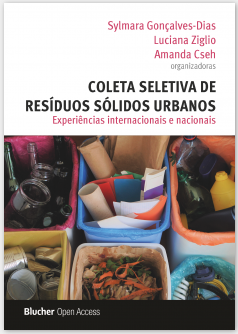 Sylmara Gonçalves-Dias
Luciana Ziglio
Amanda Cseh
organizadoras
COLETA SELETIVA DE
RESÍDUOS SÓLIDOS URBANOS
Experiências internacionais e nacionais
Blucher Open Access